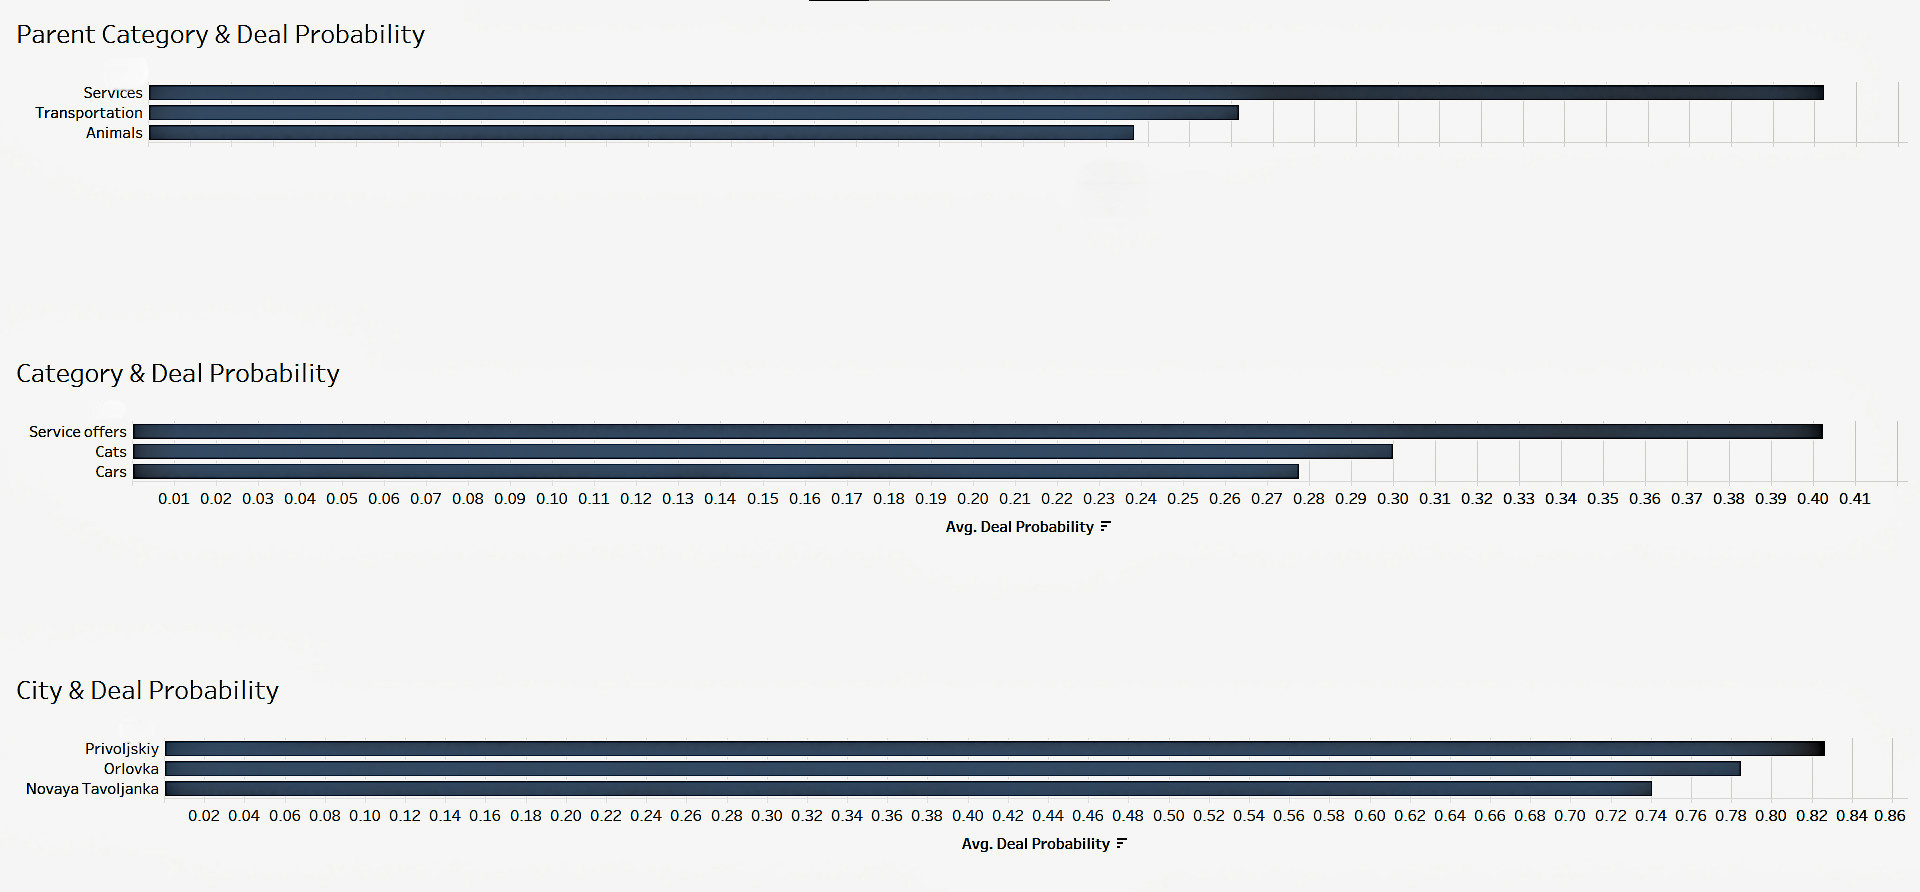 Parent Category & Deal Probability
Services
Transportation
Animals
Category & Deal Probability
Service offers
Cats
Cars
0.01 0.02 0.03 0.04 0.05 0.06 0.07 0.08 0.09 0.10 0.11 0.12 0.13 0.14 0.15 0.16 0.17 0.18 0.19 0.20 0.21 0.22 0.23 0.24 0.25 0.26 0.27 0.28 0.29 0.30 0.31 0.32 0.33 0.34 0.35 0.36 0.37 0.38 0.39 0.40 0.41
Avg. Deal Probability
City & Deal Probability
Privoljskiy
Orlovka
Novaya Tavoljanka
0.02 0.04 0.06 0.08 0.10 0.12 0.14 0.16 0.18 0.20 0.22 0.24 0.26 0.28 0.30 0.32 0.34 0.36 0.38 0.40 0.42 0.44 0.46 0.48 0.50 0.52 0.54 0.56 0.58 0.60 0.62 0.64 0.66 0.68 0.70 0.72 0.74 0.76 0.78 0.80 0.82 0.84 0.86
Avg. Deal Probability